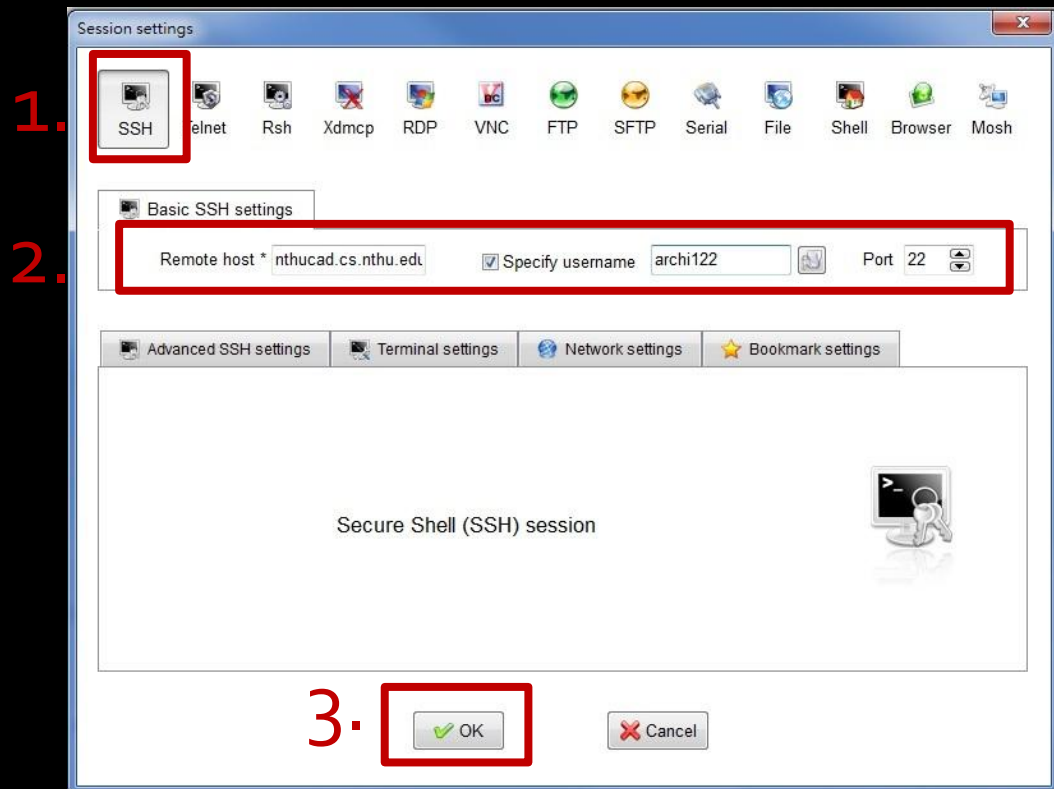 Session settings
x
1.
SSH Telnet Rsh Xdmcp RDP VNC FTP SFTP Serial File Shell Browser Mosh
Basic SSH settings
2.
Remote host * nthucad.cs.nthu.edu Specify username archi122 Port 22
Advanced SSH settings Terminal settings Network settings Bookmark settings
Secure Shell (SSH) session
3.
OK Cancel